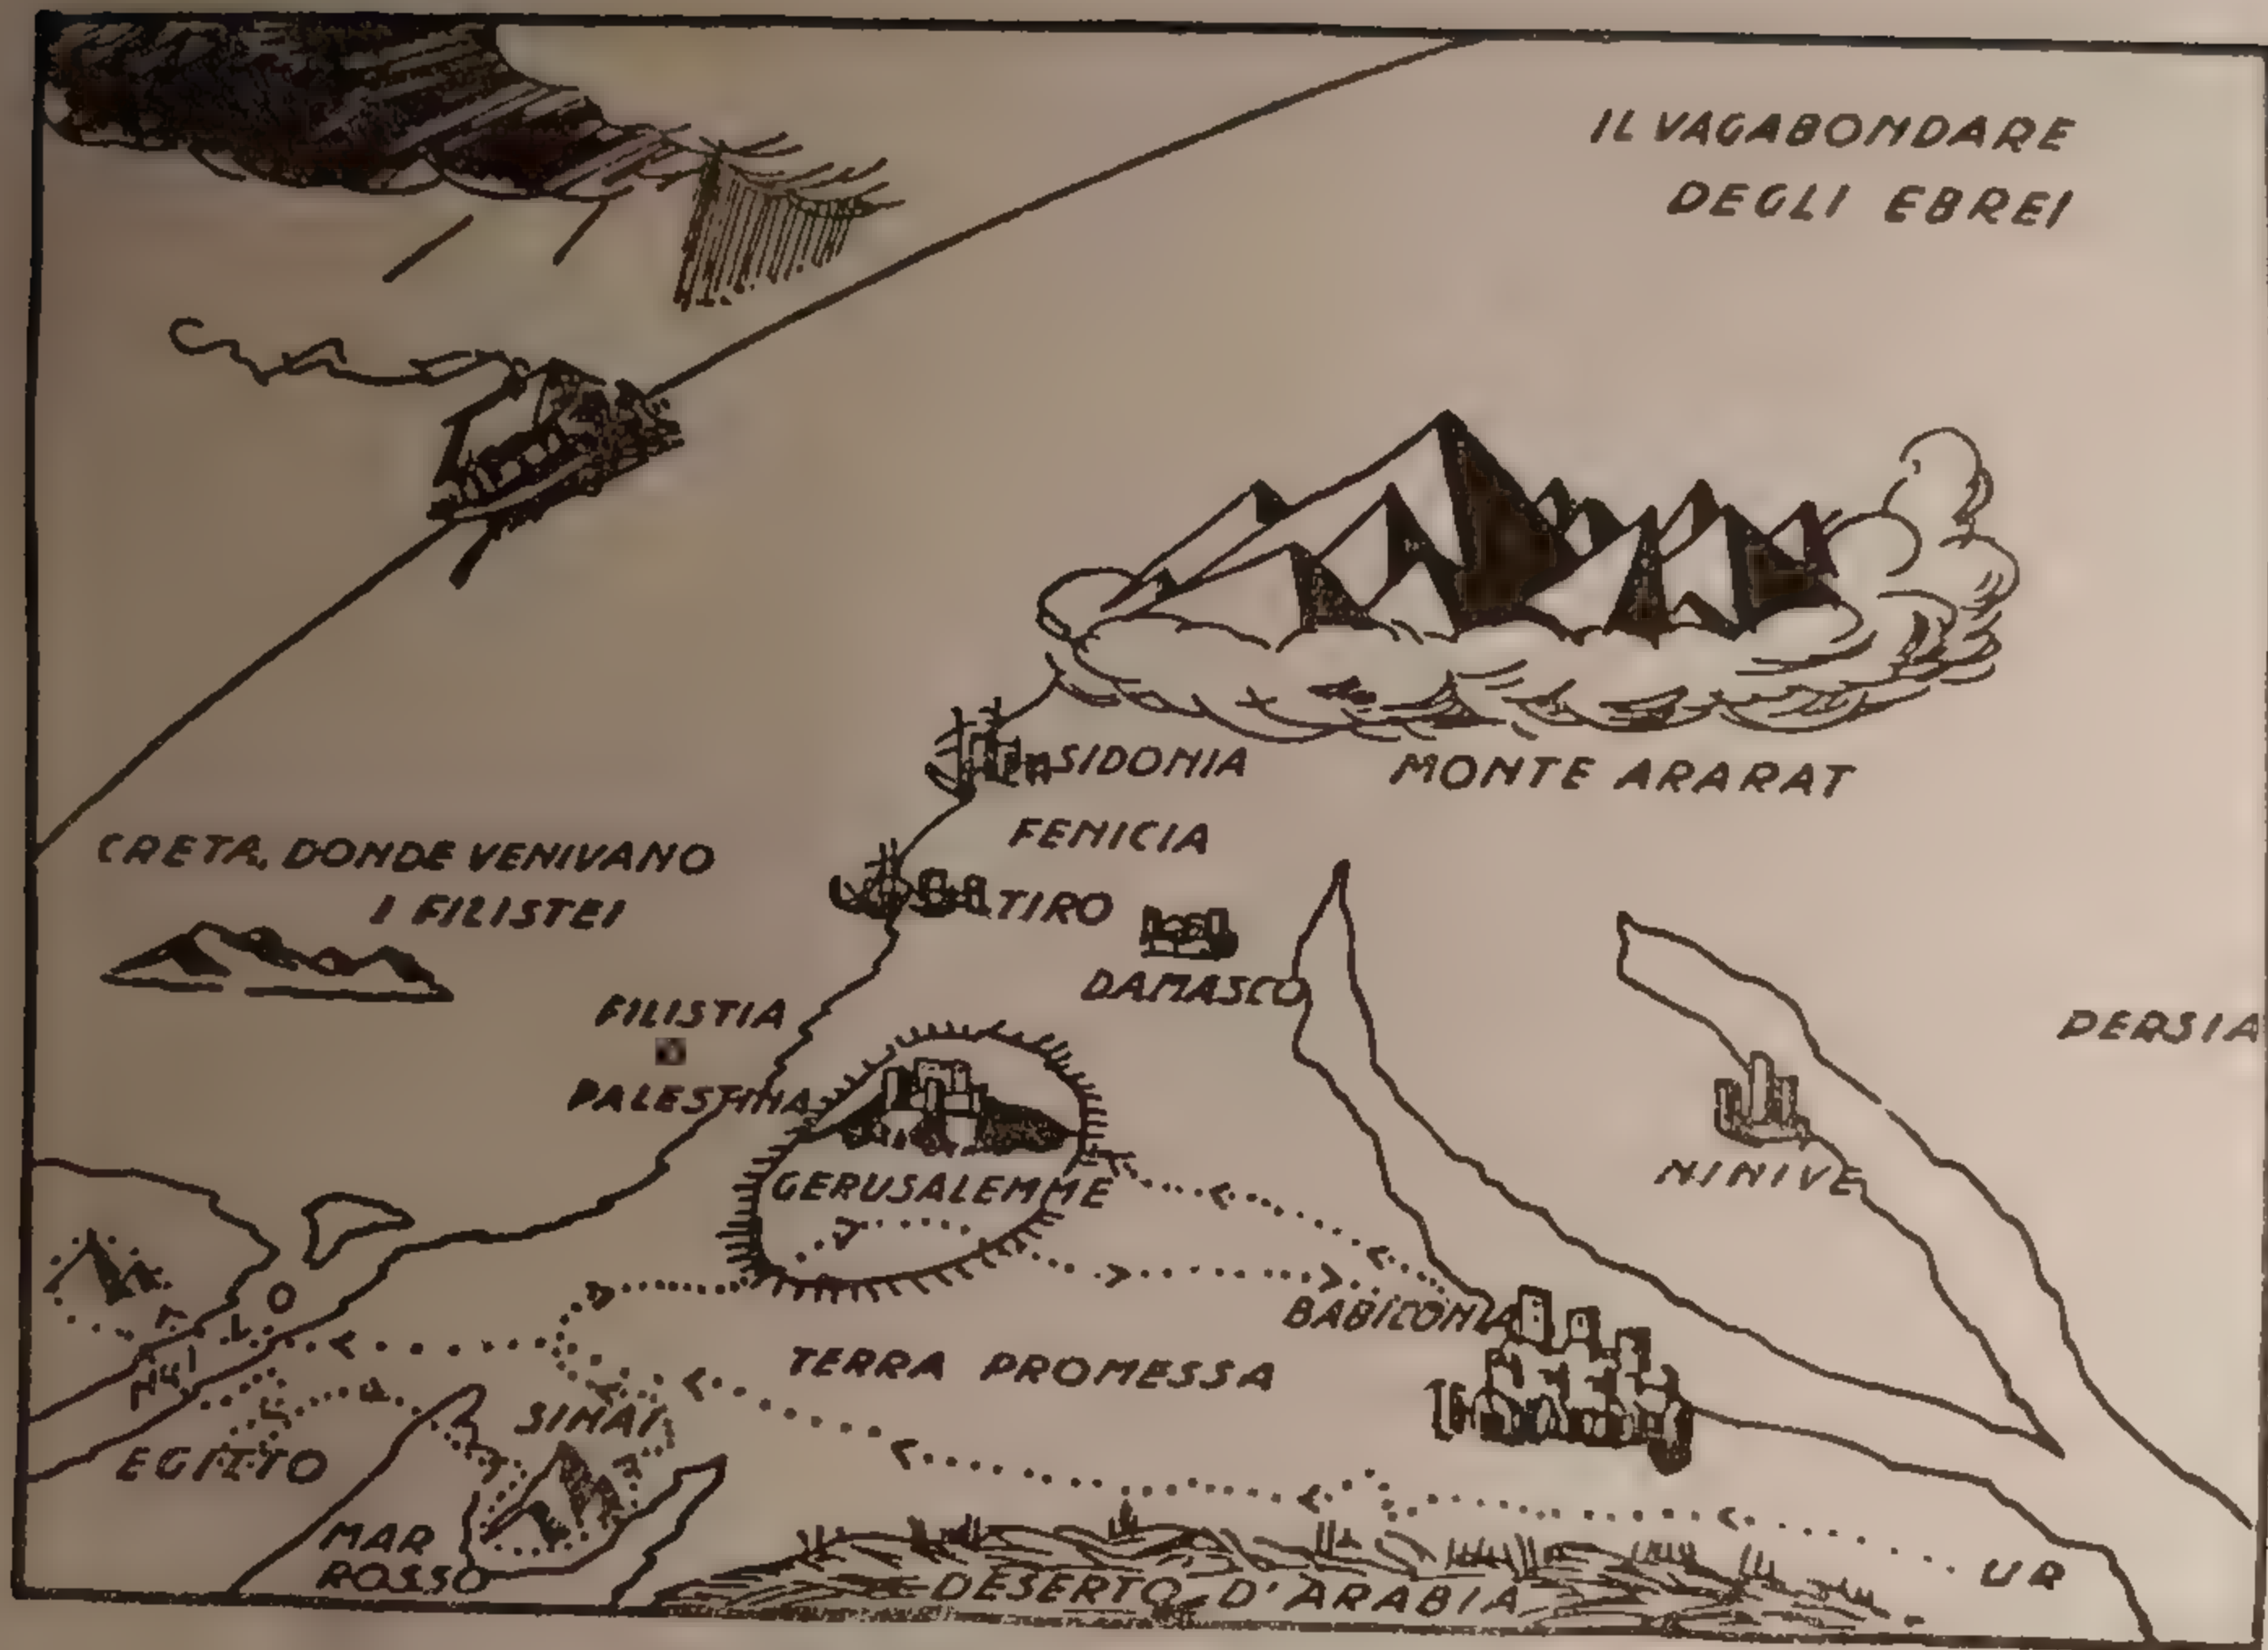 IL VAGABONDARE
DEGLI EBREI
SIDONIA
MONTE ARARAT
FENICIA
CRETA, DONDE VENIVANO
I FILISTEI
TIRO
DAMASCO
FILISTIA
O
PALESTINA
PERSIA
NINIVE
GERUSALEMME
BABILONIA
TERRA PROMESSA
SINAI
EGITTO
MAR
ROSSO
DESERTO D'ARABIA
UR